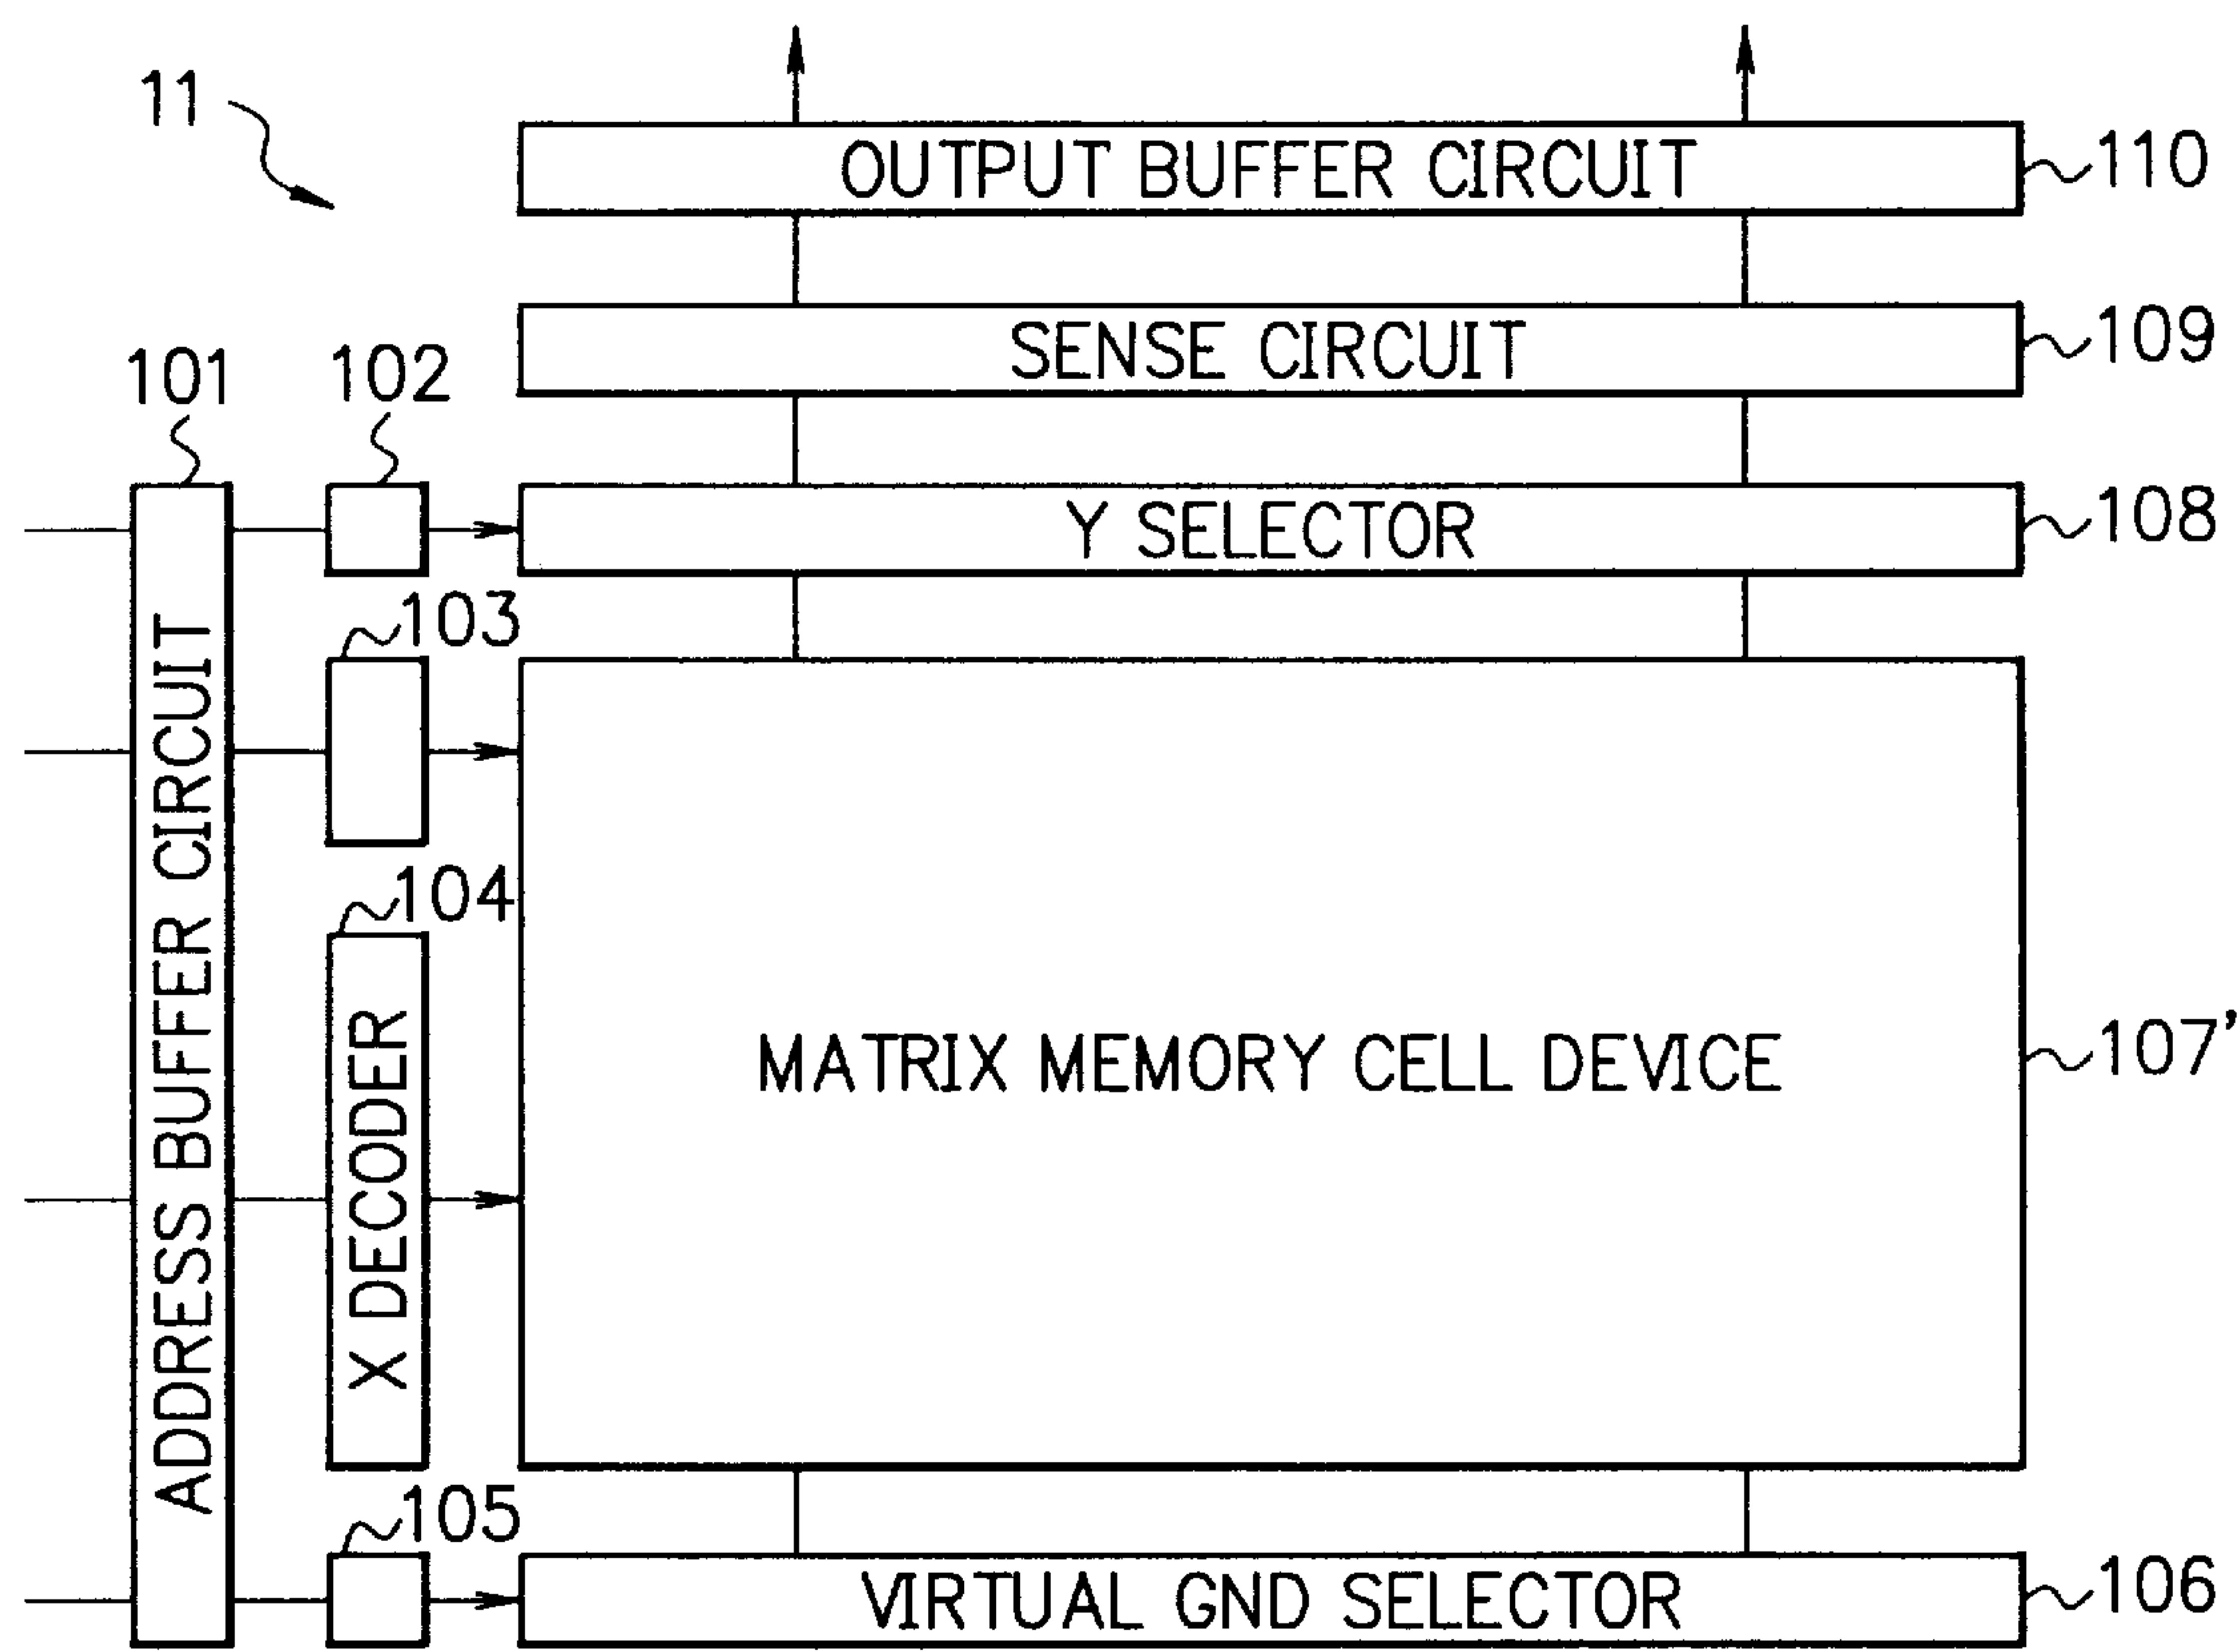 11
OUTPUT BUFFER CIRCUIT
110
SENSE CIRCUIT
109
101
102
Y SELECTOR
108
103
ADDRESS BUFFER CIRCUIT
104
X DECODER
MATRIX MEMORY CELL DEVICE
107'
105
VIRTUAL GND SELECTOR
106